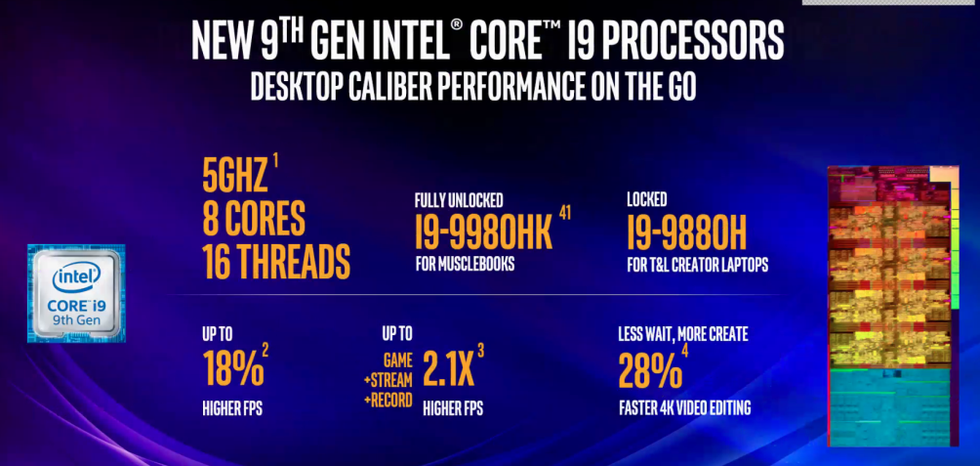 NEW 9TH GEN INTEL® CORE™ I9 PROCESSORS
DESKTOP CALIBER PERFORMANCE ON THE GO
5GHZ 1
8 CORES
16 THREADS
FULLY UNLOCKED
I9-9980HK 41
FOR MUSCLEBOOKS
LOCKED
I9-9880H
FOR T&L CREATOR LAPTOPS
intel®
CORE i9
9th Gen
UP TO
18% 2
HIGHER FPS
UP TO
GAME
+STREAM
+RECORD
2.1X 3
HIGHER FPS
LESS WAIT, MORE CREATE
28% 4
FASTER 4K VIDEO EDITING